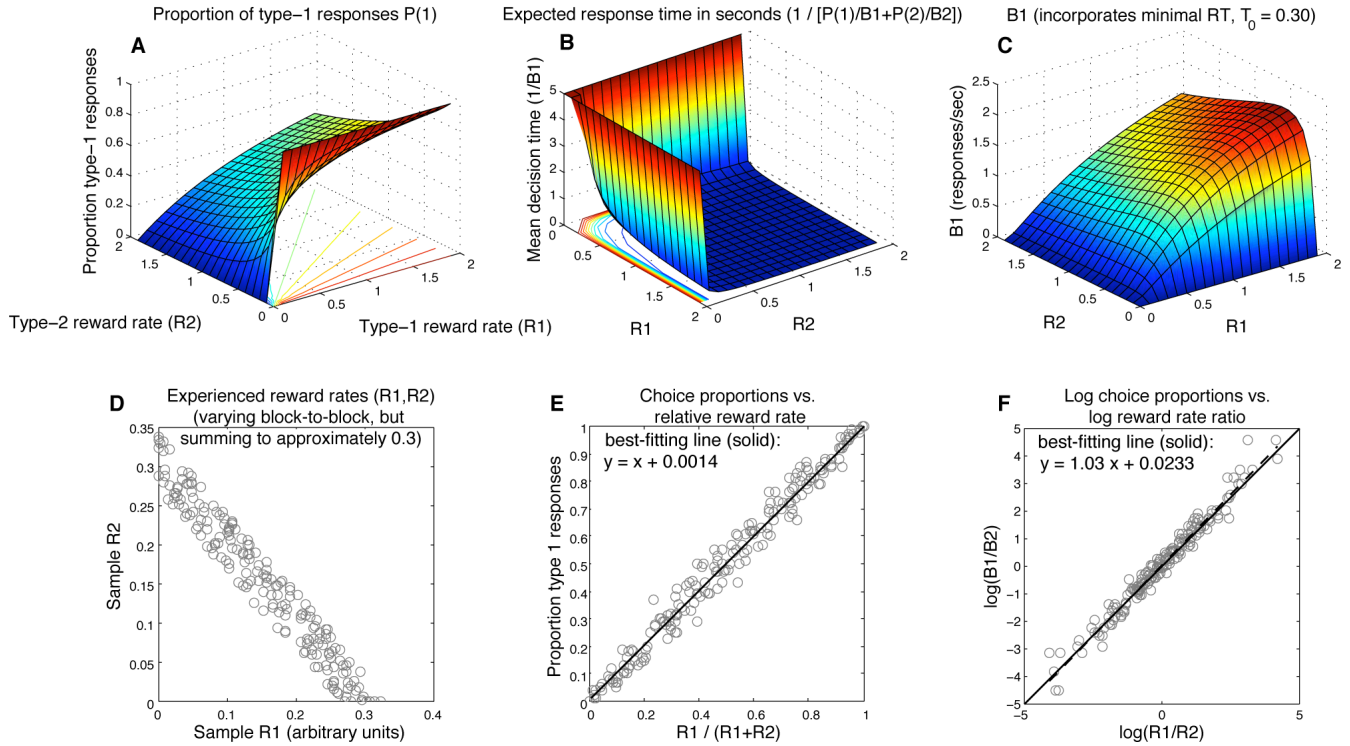 Proportion of type−1 responses P(1)
A
Proportion type−1 responses
1
0.8
0.6
0.4
0.2
0
2
1.5
1
0.5
0
0
0.5
1
1.5
2
Type−2 reward rate (R2)
Type−1 reward rate (R1)
Expected response time in seconds (1 / [P(1)/B1+P(2)/B2])
B
Mean decision time (1/B1)
5
4
3
2
1
0
0
0.5
1
1.5
2
0
0.5
1
1.5
2
R1
R2
B1 (incorporates minimal RT, T0 = 0.30)
C
B1 (responses/sec)
2.5
2
1.5
1
0.5
0
2
1.5
1
0.5
0
0
0.5
1
1.5
2
R2
R1
D
Experienced reward rates (R1,R2)
(varying block-to-block, but
summing to approximately 0.3)
Sample R2
0.35
0.3
0.25
0.2
0.15
0.1
0.05
0
0
0.1
0.2
0.3
0.4
Sample R1 (arbitrary units)
E
Choice proportions vs.
relative reward rate
best-fitting line (solid):
y = x + 0.0014
Proportion type 1 responses
1
0.9
0.8
0.7
0.6
0.5
0.4
0.3
0.2
0.1
0
0
0.2
0.4
0.6
0.8
1
R1 / (R1+R2)
F
Log choice proportions vs.
log reward rate ratio
best-fitting line (solid):
y = 1.03 x + 0.0233
log(B1/B2)
5
4
3
2
1
0
−1
−2
−3
−4
−5
−5
0
5
log(R1/R2)